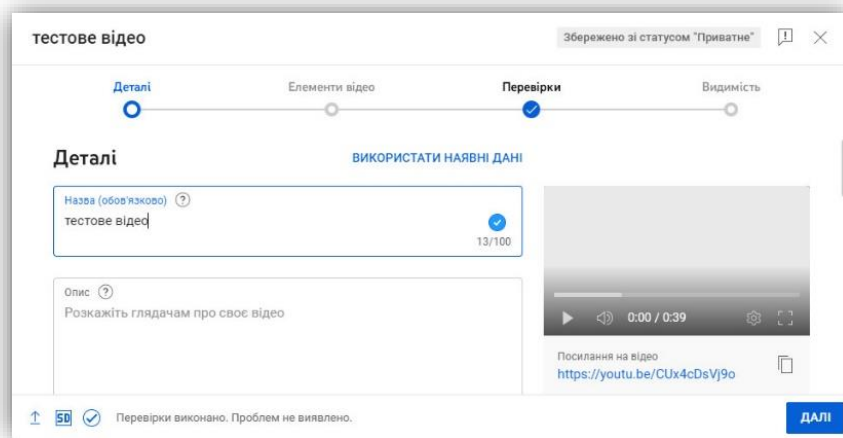 тестове відео
Збережено зі статусом "Приватне"
Деталі
Елементи відео
Перевірки
Видимість
Деталі
ВИКОРИСТАТИ НАЯВНІ ДАНІ
Назва (обов'язково)
тестове відео
13/100
Опис
Розкажіть глядачам про своє відео
0:00 / 0:39
Посилання на відео
https://youtu.be/CUx4cDsVj9o
SD
Перевірки виконано. Проблем не виявлено.
ДАЛІ